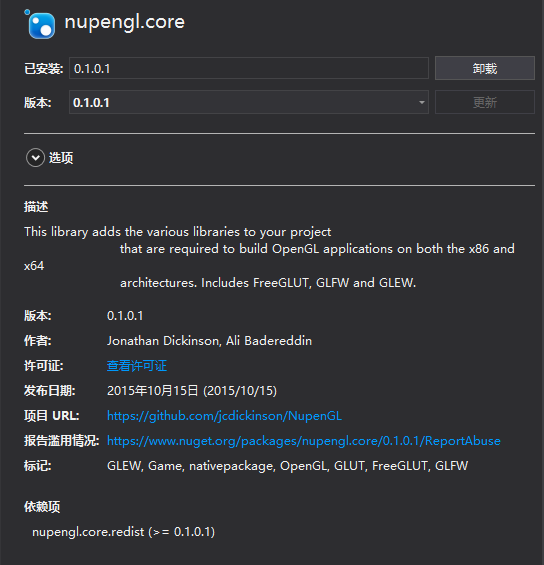 nupengl.core
已安装: 0.1.0.1 卸载
版本: 0.1.0.1 更新
选项
描述
This library adds the various libraries to your project
that are required to build OpenGL applications on both the x86 and
x64
architectures. Includes FreeGLUT, GLFW and GLEW.
版本: 0.1.0.1
作者: Jonathan Dickinson, Ali Badereddin
许可证: 查看许可证
发布日期: 2015年10月15日 (2015/10/15)
项目 URL: https://github.com/jcdickinson/NupenGL
报告滥用情况: https://www.nuget.org/packages/nupengl.core/0.1.0.1/ReportAbuse
标记: GLEW, Game, nativepackage, OpenGL, GLUT, FreeGLUT, GLFW
依赖项
nupengl.core.redist (>= 0.1.0.1)